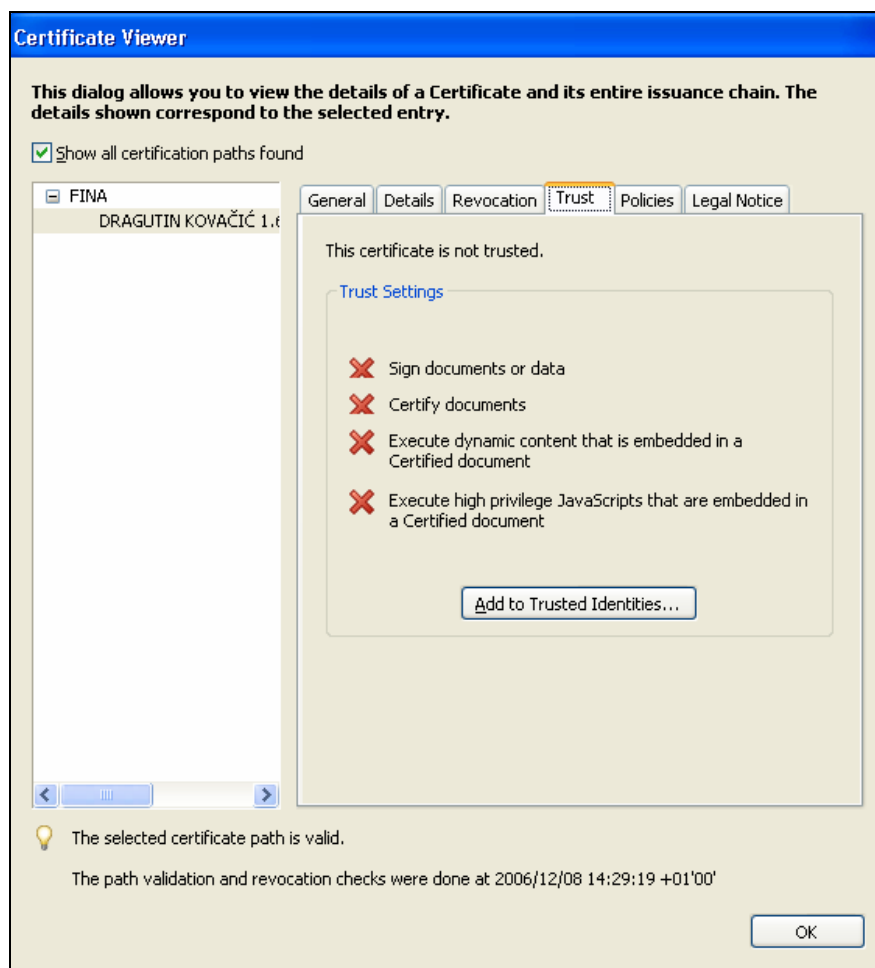 Certificate Viewer
This dialog allows you to view the details of a Certificate and its entire issuance chain. The
details shown correspond to the selected entry.
Show all certification paths found
FINA
DRAGUTIN KOVAČIĆ 1.
General Details Revocation Trust Policies Legal Notice
This certificate is not trusted.
Trust Settings
Sign documents or data
Certify documents
Execute dynamic content that is embedded in a
Certified document
Execute high privilege JavaScripts that are embedded in
a Certified document
Add to Trusted Identities...
The selected certificate path is valid.
The path validation and revocation checks were done at 2006/12/08 14:29:19 +01'00'
OK